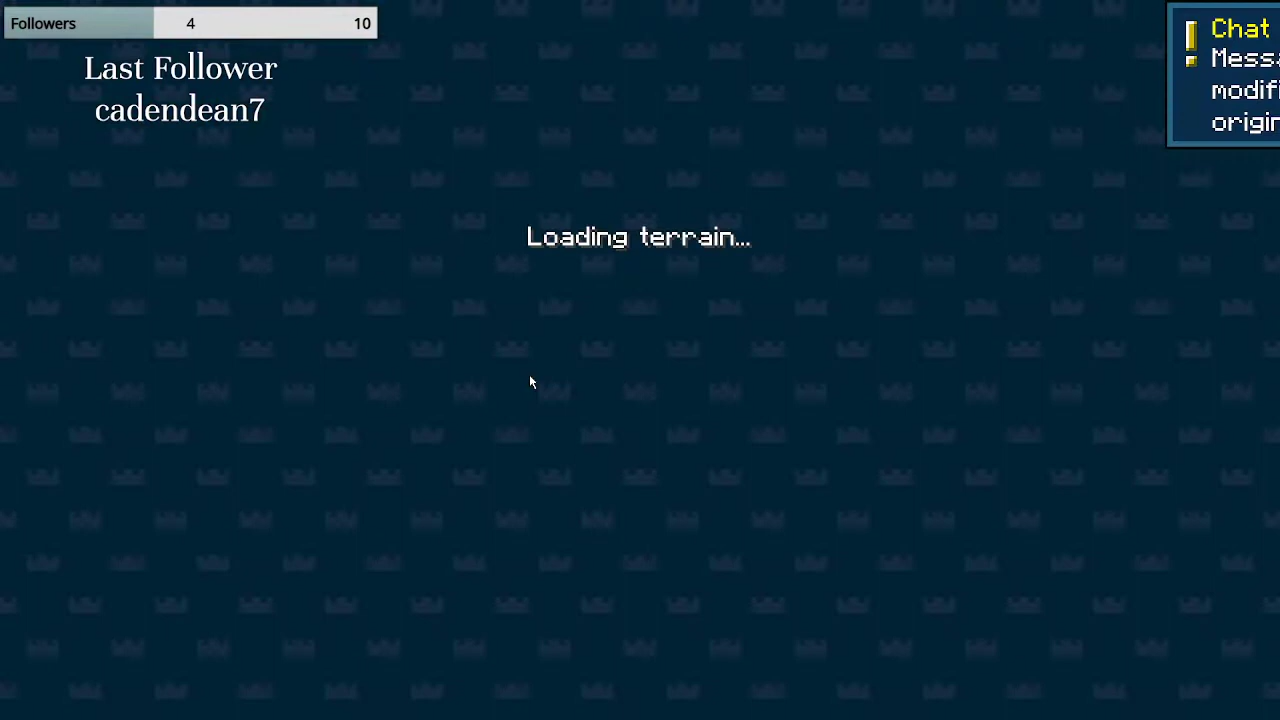 Followers 4 10
Last Follower
cadendean7
Chat
Loading terrain...